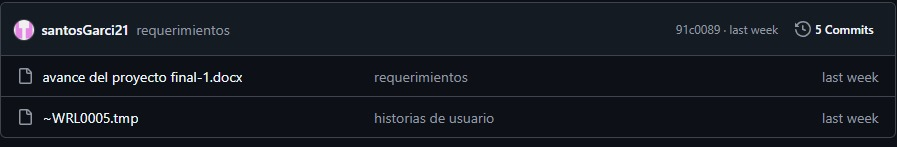 santosGarci21 requerimientos 91c0089 · last week 5 Commits
avance del proyecto final-1.docx requerimientos last week
~WRL0005.tmp historias de usuario last week